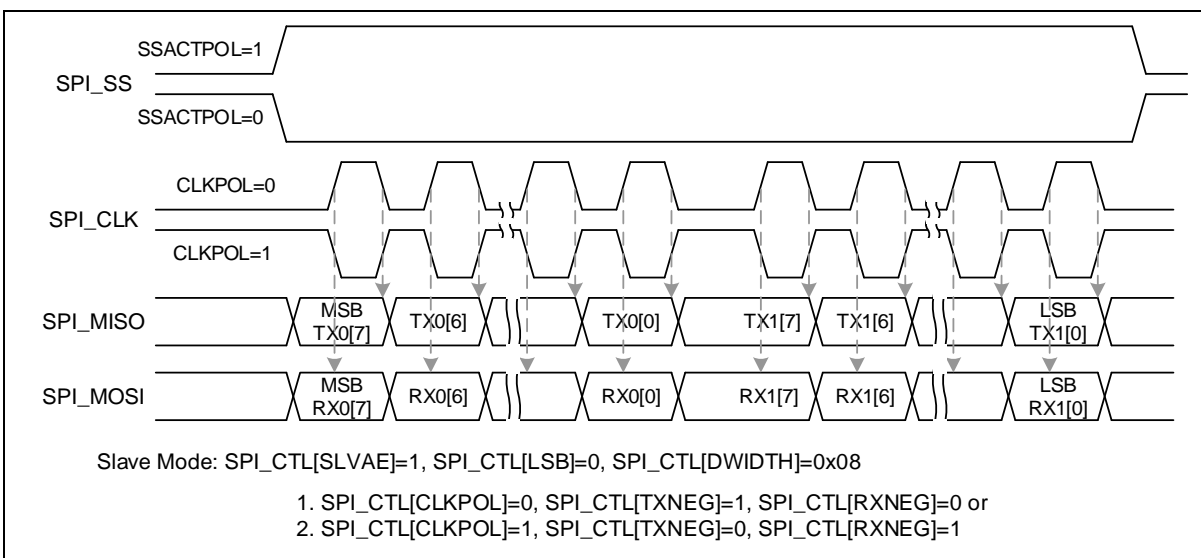 SSACTPOL=1
SPI_SS
SSACTPOL=0
CLKPOL=0
SPI_CLK
CLKPOL=1
SPI_MISO
MSB
TX0[7]
TX0[6]
TX0[0]
TX1[7]
TX1[6]
LSB
TX1[0]
SPI_MOSI
MSB
RX0[7]
RX0[6]
RX0[0]
RX1[7]
RX1[6]
LSB
RX1[0]
Slave Mode: SPI_CTL[SLVAE]=1, SPI_CTL[LSB]=0, SPI_CTL[DWIDTH]=0x08
1. SPI_CTL[CLKPOL]=0, SPI_CTL[TXNEG]=1, SPI_CTL[RXNEG]=0 or
2. SPI_CTL[CLKPOL]=1, SPI_CTL[TXNEG]=0, SPI_CTL[RXNEG]=1